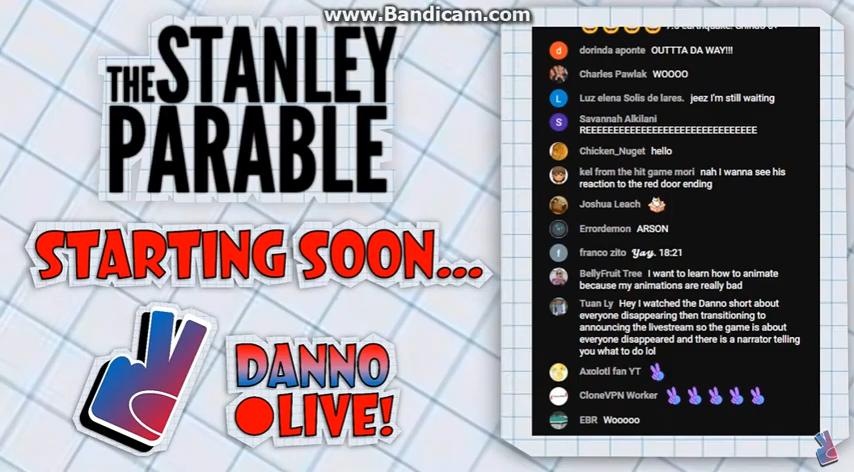 www.Bandicam.com
THE STANLEY
PARABLE
STARTING SOON...
DANNO
LIVE!
dorinda aponte OUTTTA DA WAY!!!
Charles Pawlak WOOOO
Luz elena Solis de lares. jeez I'm still waiting
Savannah Alkilani
REEEEEEEEEEEEEEEEEEEEEEEEEEEEEEEEE
Chicken_Nuget hello
kel from the hit game mori nah I wanna see his
reaction to the red door ending
Joshua Leach
Errordemon ARSON
franco zito 𝓨𝓪𝔂. 18:21
BellyFruit Tree I want to learn how to animate
because my animations are really bad
Tuan Ly Hey I watched the Danno short about
everyone disappearing then transitioning to
announcing the livestream so the game is about
everyone disappeared and there is a narrator telling
you what to do lol
Axolotl fan YT
CloneVPN Worker
EBR Wooooo